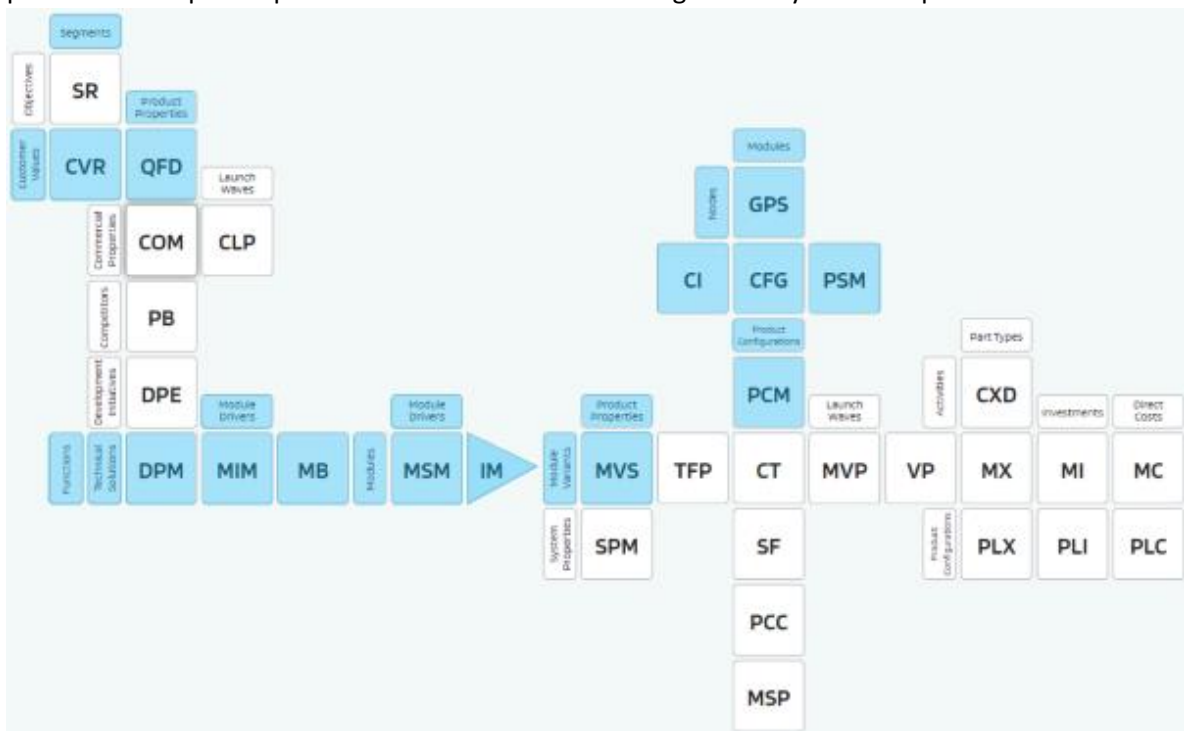 Segments
Objectives
SR
Product
Properties
Customer
Values
CVR
QFD
Launch
Waves
Commercial
Properties
COM
CLP
Competitors
PB
Development
Initiatives
DPE
Module
Drivers
Module
Drivers
Functions
Technical
Solutions
DPM
MIM
MB
Modules
MSM
IM
Modules
Nodes
GPS
CI
CFG
PSM
Product
Configurations
Part Types
PCM
Activities
CXD
Product
Properties
Launch
Waves
Investments
Direct
Costs
Module
Variants
MVS
TFP
CT
MVP
VP
MX
MI
MC
System
Properties
SPM
SF
Product
Configurations
PLX
PLI
PLC
PCC
MSP